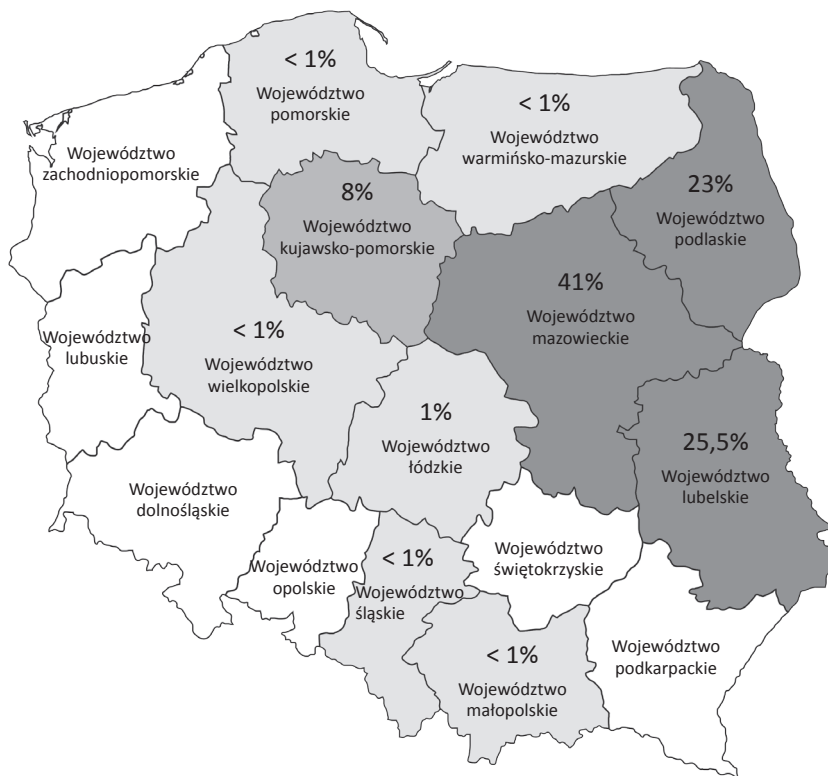 < 1%
Województwo
pomorskie
< 1%
Województwo
warmińsko-mazurskie
Województwo
zachodniopomorskie
8%
Województwo
kujawsko-pomorskie
23%
Województwo
podlaskie
41%
Województwo
mazowieckie
Województwo
lubuskie
< 1%
Województwo
wielkopolskie
1%
Województwo
łódzkie
25,5%
Województwo
lubelskie
Województwo
dolnośląskie
Województwo
opolskie
< 1%
Województwo
śląskie
Województwo
świętokrzyskie
< 1%
Województwo
małopolskie
Województwo
podkarpackie